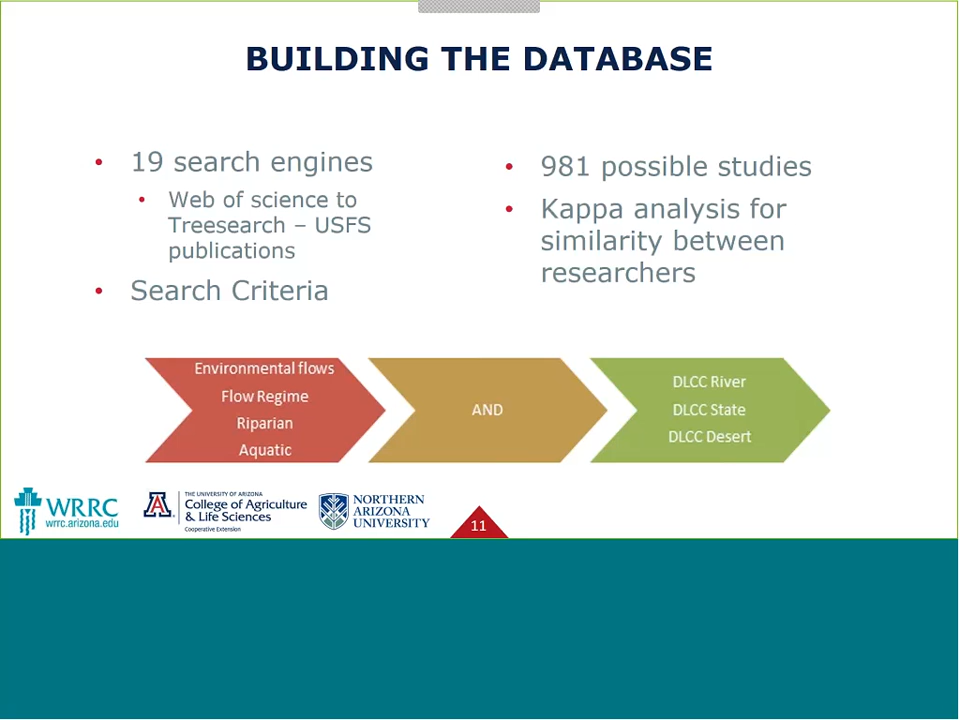 BUILDING THE DATABASE
• 19 search engines
• Web of science to
Treesearch – USFS
publications
• Search Criteria
• 981 possible studies
• Kappa analysis for
similarity between
researchers
Environmental flows
Flow Regime
Riparian
Aquatic
AND
DLCC River
DLCC State
DLCC Desert
WRRC
wrrc.arizona.edu
A
THE UNIVERSITY OF ARIZONA
College of Agriculture
& Life Sciences
Cooperative Extension
NORTHERN
ARIZONA
UNIVERSITY
11